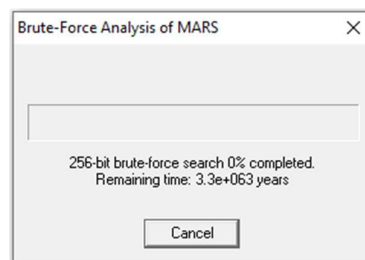 Brute-Force Analysis of MARS
256-bit brute-force search 0% completed.
Remaining time: 3.3e+063 years
Cancel